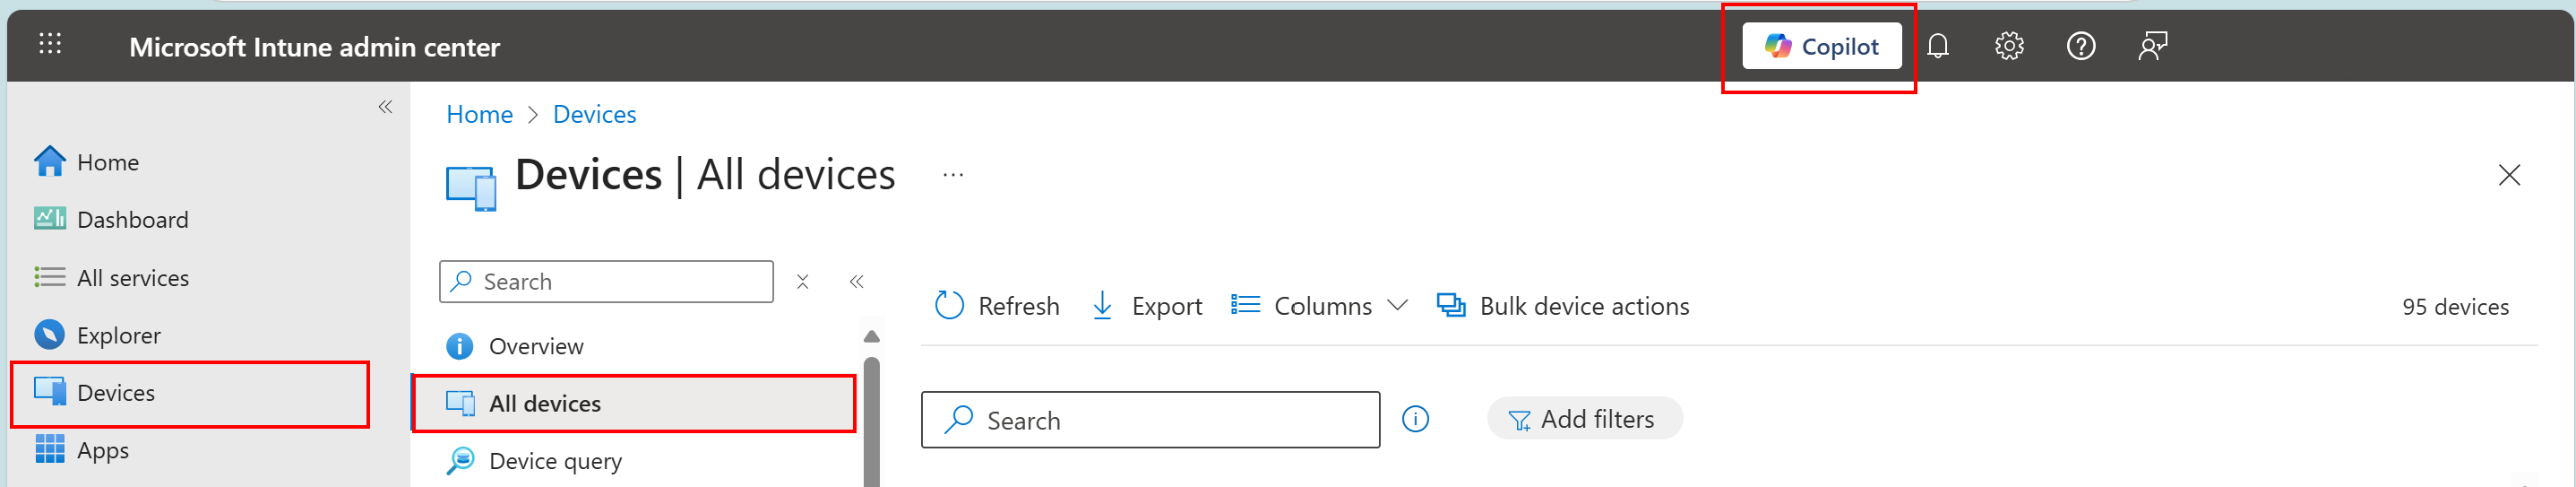 Microsoft Intune admin center
Copilot
Home
Dashboard
All services
Explorer
Devices
Apps
Home > Devices
Devices | All devices ...
Search
Overview
All devices
Device query
Refresh Export Columns Bulk device actions 95 devices
Search Add filters